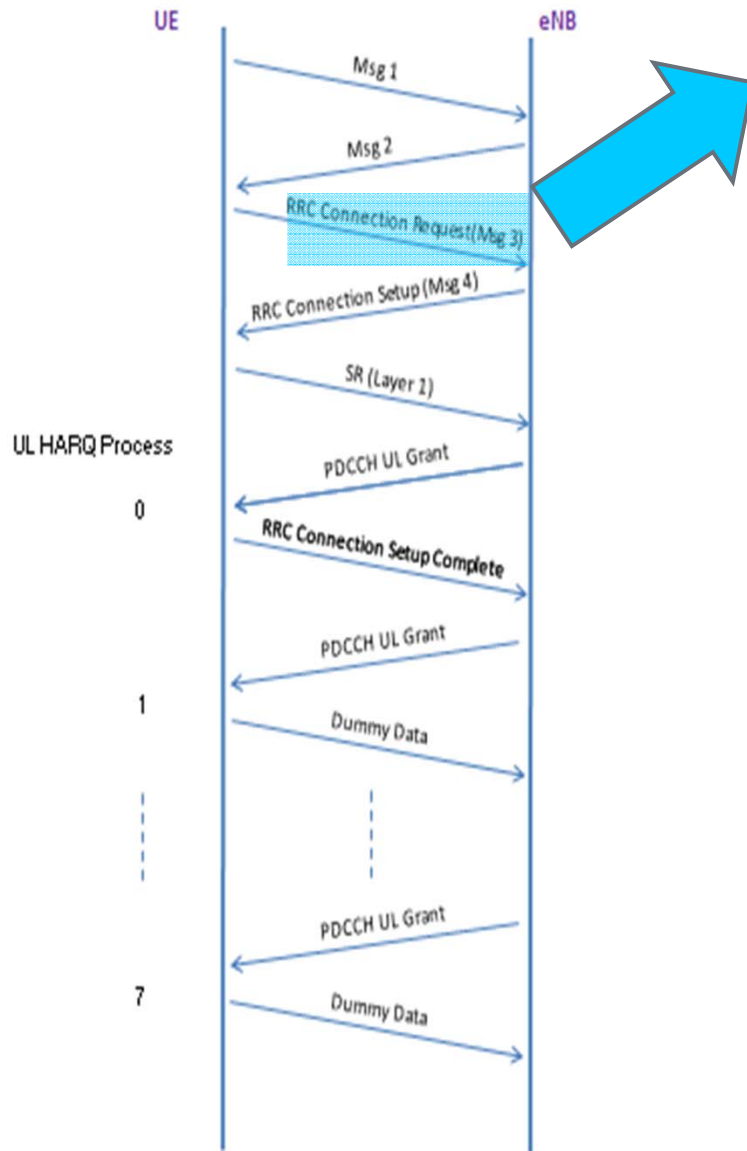 UE
eNB
Msg 1
Msg 2
RRC Connection Request(Msg 3)
RRC Connection Setup (Msg 4)
SR (Layer 1)
UL HARQ Process
PDCCH UL Grant
0
RRC Connection Setup Complete
PDCCH UL Grant
1
Dummy Data
PDCCH UL Grant
7
Dummy Data